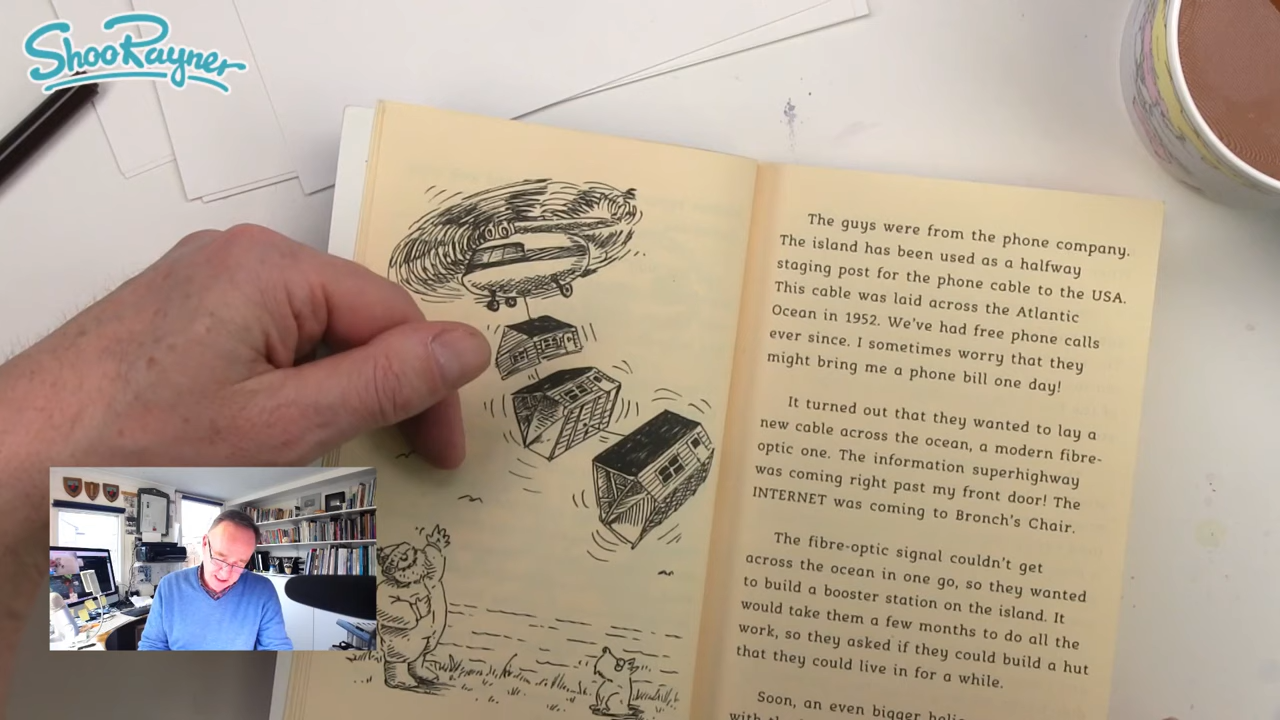 ShooRayner
The guys were from the phone company.
The island has been used as a halfway
staging post for the phone cable to the USA.
This cable was laid across the Atlantic
Ocean in 1952. We've had free phone calls
ever since. I sometimes worry that they
might bring me a phone bill one day!
It turned out that they wanted to lay a
new cable across the ocean, a modern fibre-
optic one. The information superhighway
was coming right past my front door! The
INTERNET was coming to Bronch's Chair.
The fibre-optic signal couldn't get
across the ocean in one go, so they wanted
to build a booster station on the island. It
would take them a few months to do all the
work, so they asked if they could build a hut
that they could live in for a while.
Soon, an even bigger